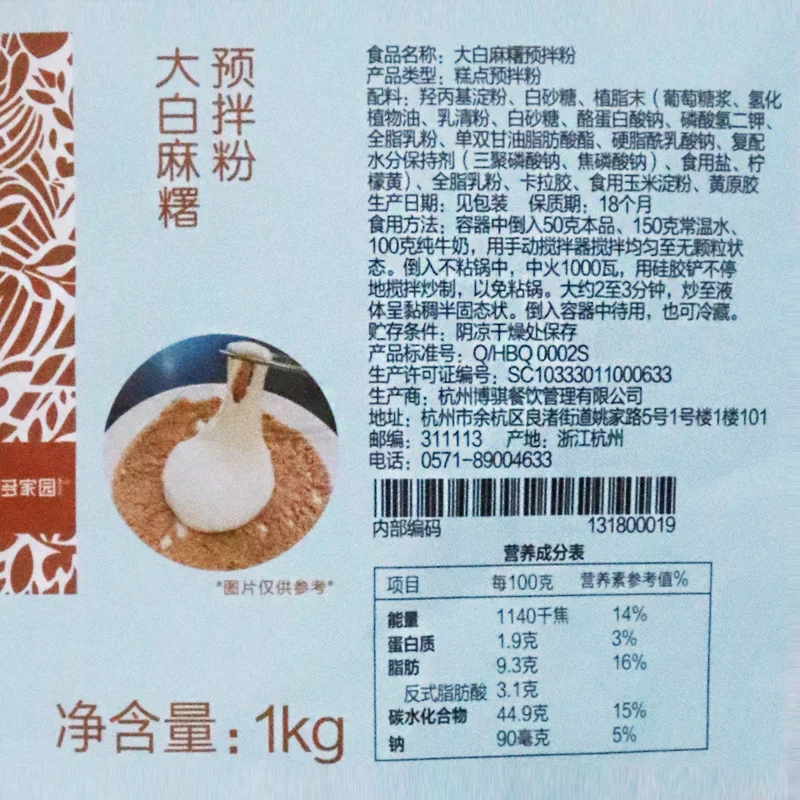 预拌粉
大白麻糬
食品名称：大白麻糬预拌粉
产品类型：糕点预拌粉
配料：羟丙基淀粉、白砂糖、植脂末（葡萄糖浆、氢化
植物油、乳清粉、白砂糖、酪蛋白酸钠、磷酸氢二钾、
全脂乳粉、单双甘油脂肪酸酯、硬脂酰乳酸钠、复配
水分保持剂（三聚磷酸钠、焦磷酸钠）、食用盐、柠
檬黄）、全脂乳粉、卡拉胶、食用玉米淀粉、黄原胶
生产日期：见包装 保质期：18个月
食用方法：容器中倒入50克本品、150克常温水、
100克纯牛奶，用手动搅拌器搅拌均匀至无颗粒状
态。倒入不粘锅中，中火1000瓦，用硅胶铲不停
地搅拌炒制，以免粘锅。大约2至3分钟，炒至液
体呈黏稠半固态状。倒入容器中待用，也可冷藏。
贮存条件：阴凉干燥处保存
产品标准号：Q/HBQ 0002S
生产许可证编号：SC10333011000633
生产商：杭州博骐餐饮管理有限公司
地址：杭州市余杭区良渚街道姚家路5号1号楼1楼101
邮编：311113 产地：浙江杭州
电话：0571-89004633
内部编码 131800019
营养成分表
项目 每100克 营养素参考值%
能量 1140千焦 14%
蛋白质 1.9克 3%
脂肪 9.3克 16%
反式脂肪酸 3.1克
碳水化合物 44.9克 15%
钠 90毫克 5%
家园
*图片仅供参考*
净含量：1kg